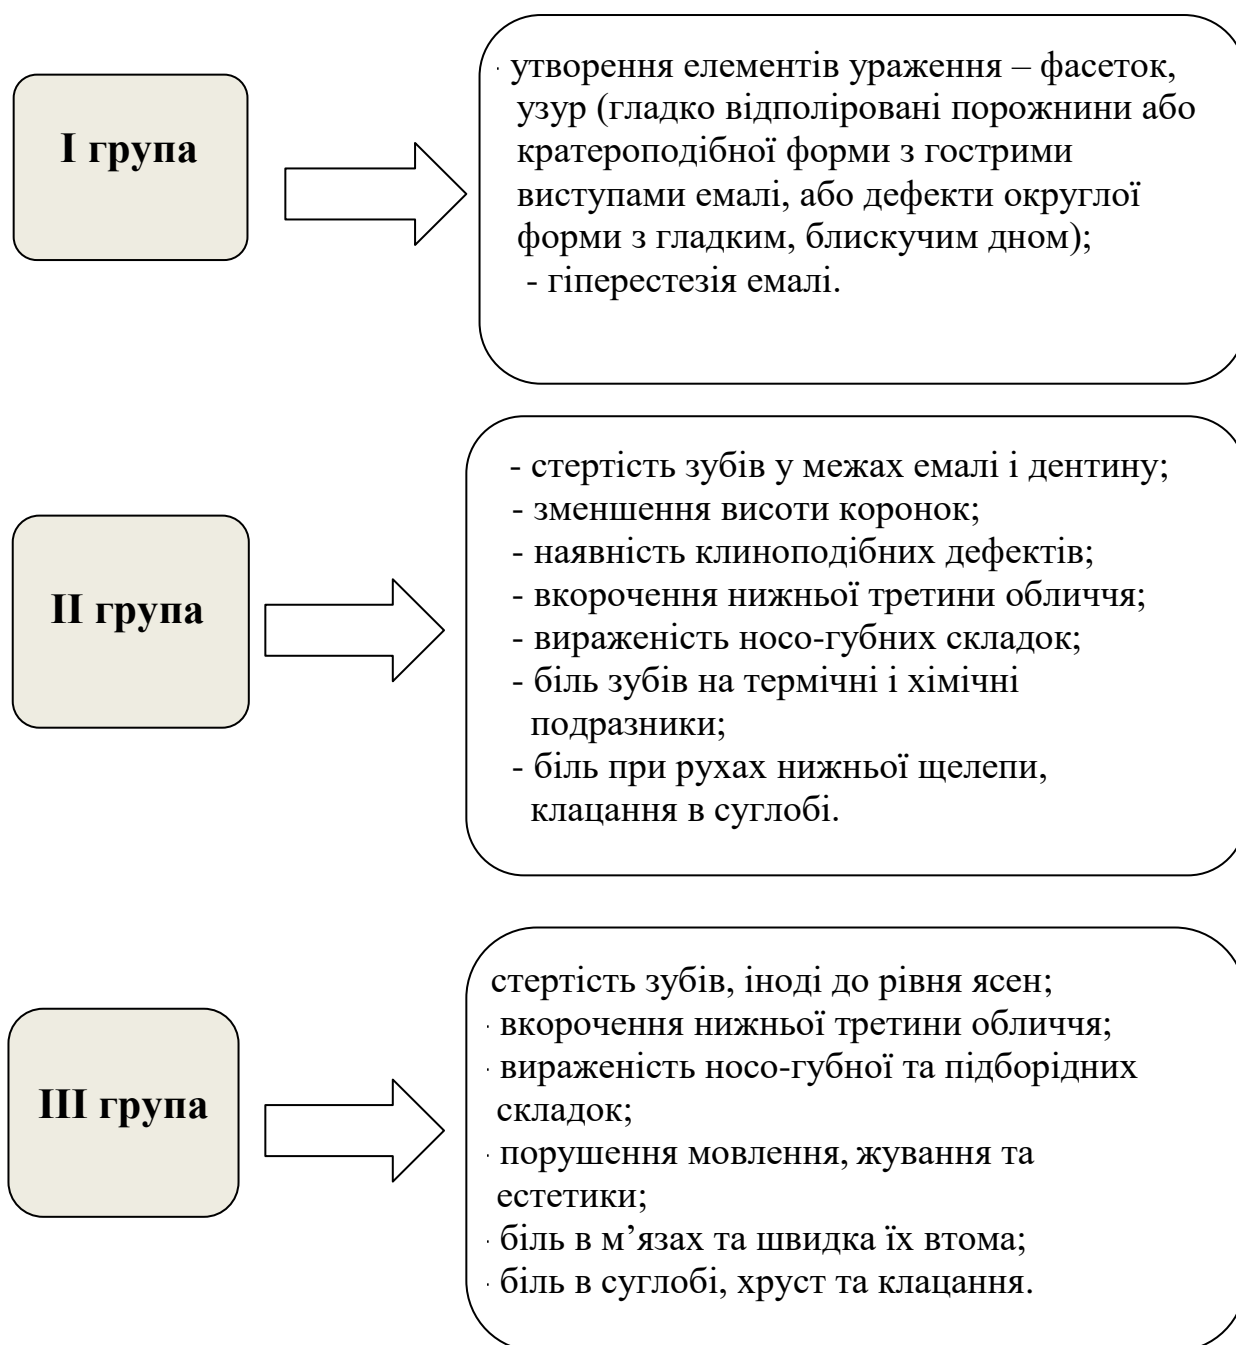 І група
· утворення елементів ураження – фасеток,
узур (гладко відполіровані порожнини або
кратероподібної форми з гострими
виступами емалі, або дефекти округлої
форми з гладким, блискучим дном);
- гіперестезія емалі.
ІІ група
- стертість зубів у межах емалі і дентину;
- зменшення висоти коронок;
- наявність клиноподібних дефектів;
- вкорочення нижньої третини обличчя;
- вираженість носо-губних складок;
- біль зубів на термічні і хімічні
подразники;
- біль при рухах нижньої щелепи,
клацання в суглобі.
ІІІ група
стертість зубів, іноді до рівня ясен;
· вкорочення нижньої третини обличчя;
· вираженість носо-губної та підборідних
складок;
· порушення мовлення, жування та
естетики;
· біль в м’язах та швидка їх втома;
· біль в суглобі, хруст та клацання.